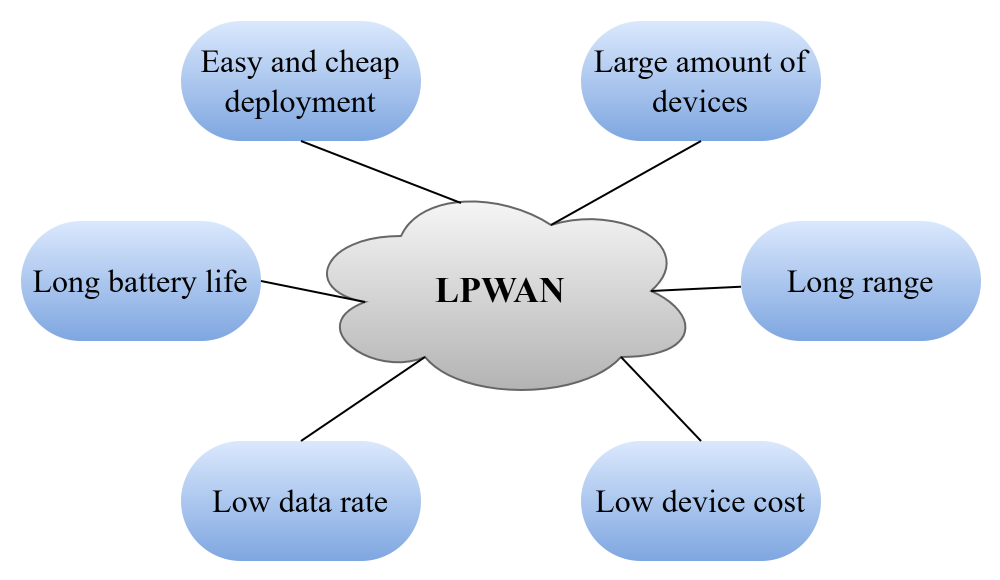 Easy and cheap
deployment
Large amount of
devices
Long battery life
LPWAN
Long range
Low data rate
Low device cost